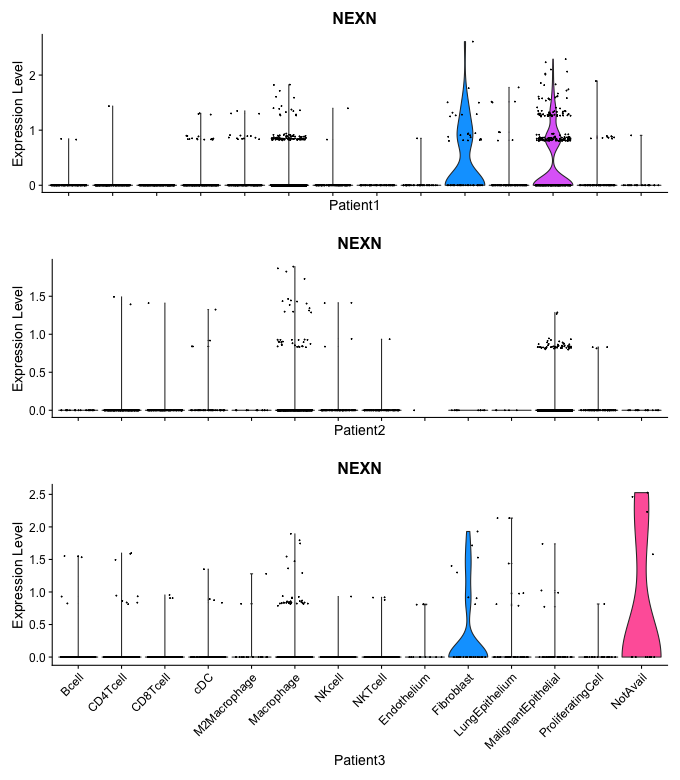 NEXN
Expression Level
2
1
0
Patient1
NEXN
Expression Level
1.5
1.0
0.5
0.0
Patient2
NEXN
Expression Level
2.5
2.0
1.5
1.0
0.5
0.0
Bcell
CD4Tcell
CD8Tcell
cDC
M2Macrophage
Macrophage
NKcell
NKTcell
Endothelium
Fibroblast
LungEpithelium
MalignantEpithelial
ProliferatingCell
NotAvail
Patient3